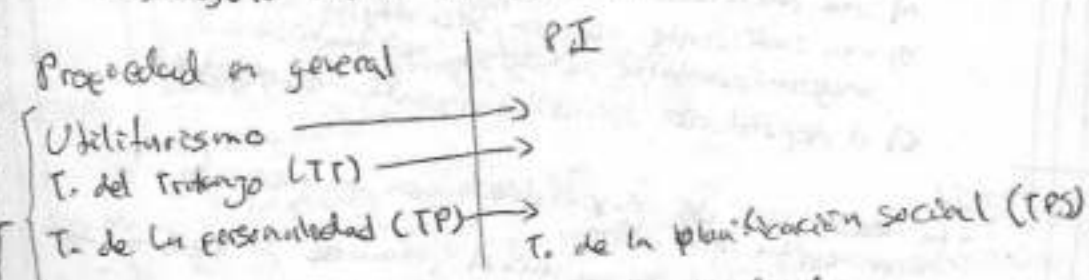 Propiedad en general
PI
Utilitarismo
T. del Trabajo (TT)
T. de la personalidad (TP)
T. de la planificación social (TPS)